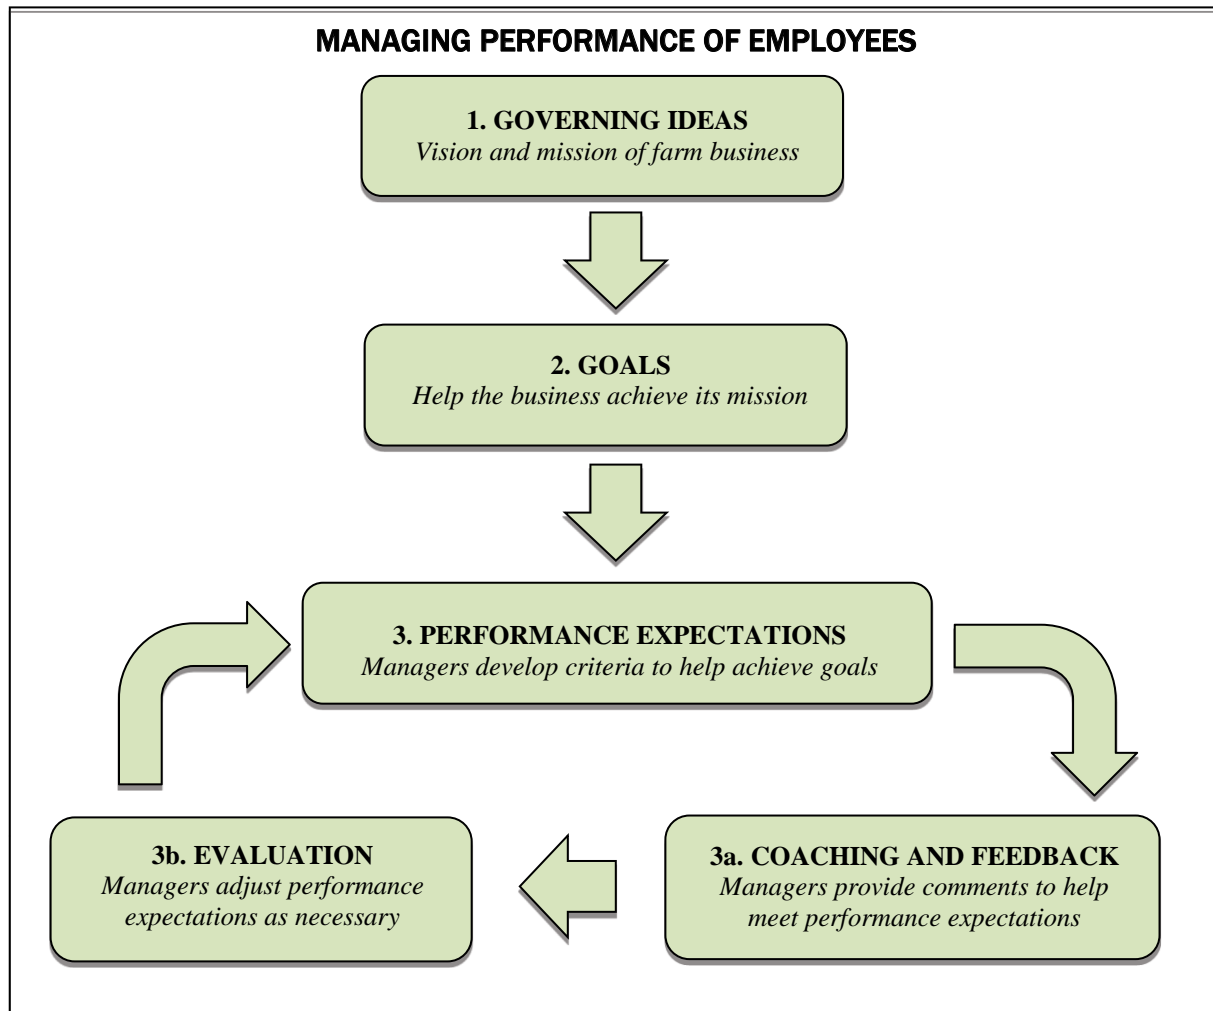 MANAGING PERFORMANCE OF EMPLOYEES
1. GOVERNING IDEAS
Vision and mission of farm business
2. GOALS
Help the business achieve its mission
3. PERFORMANCE EXPECTATIONS
Managers develop criteria to help achieve goals
3a. COACHING AND FEEDBACK
Managers provide comments to help
meet performance expectations
3b. EVALUATION
Managers adjust performance
expectations as necessary